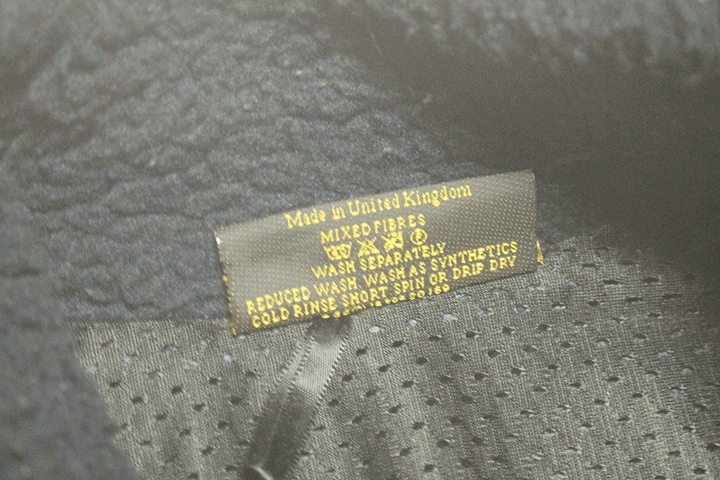 Made in United Kingdom
MIXED FIBRES
WASH SEPARATELY
REDUCED WASH. WASH AS SYNTHETICS
COLD RINSE SHORT SPIN OR DRIP DRY